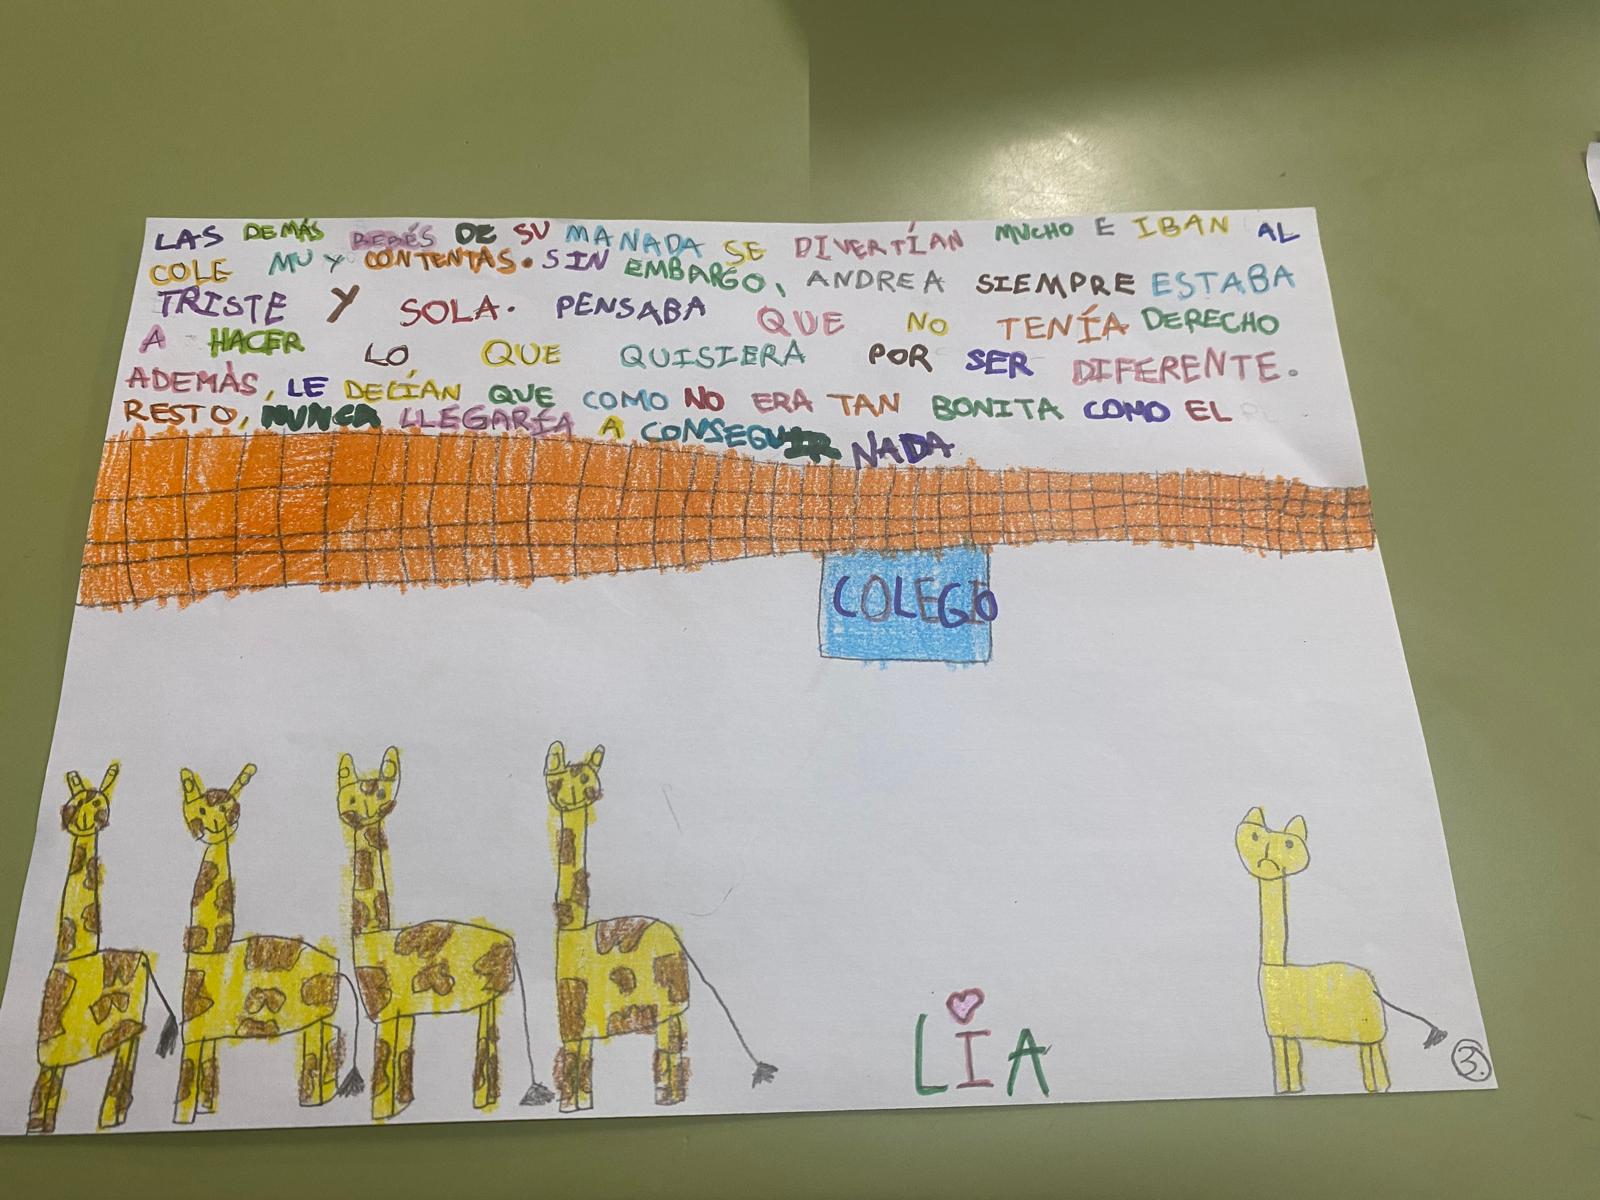 LAS DEMÁS BEBÉS DE SU MANADA SE DIVERTÍAN MUCHO E IBAN AL
COLE MUY CONTENTAS. SIN EMBARGO, ANDREA SIEMPRE ESTABA
TRISTE Y SOLA. PENSABA QUE NO TENÍA DERECHO
A HACER LO QUE QUISIERA POR SER DIFERENTE.
ADEMÁS, LE DECÍAN QUE COMO NO ERA TAN BONITA COMO EL
RESTO, NUNCA LLEGARÍA A CONSEGUIR NADA
COLEGIO
LIA
3.